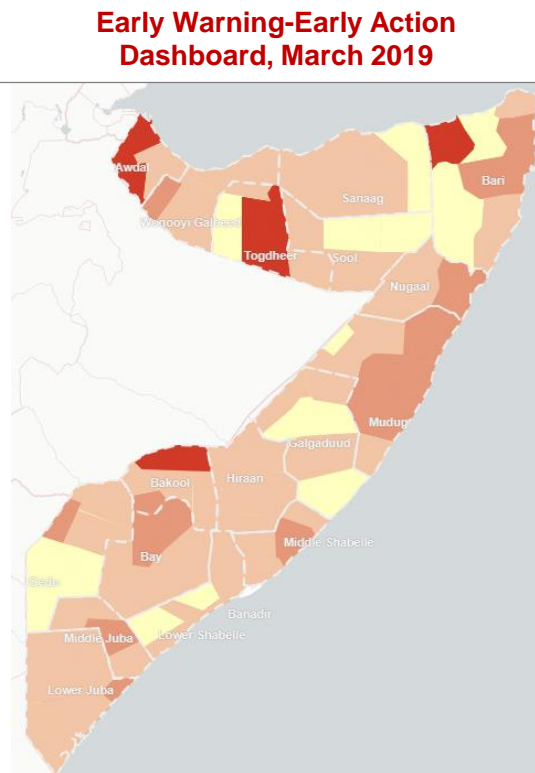 Early Warning-Early Action
Dashboard, March 2019
Awdal
Bari
Sanaag
Woqooyi Galbeed
Togdheer
Sool
Nugaal
Mudug
Galgaduud
Hiraan
Bakool
Middle Shabelle
Bay
Gedo
Banadir
Middle Juba
Lower Shabelle
Lower Juba